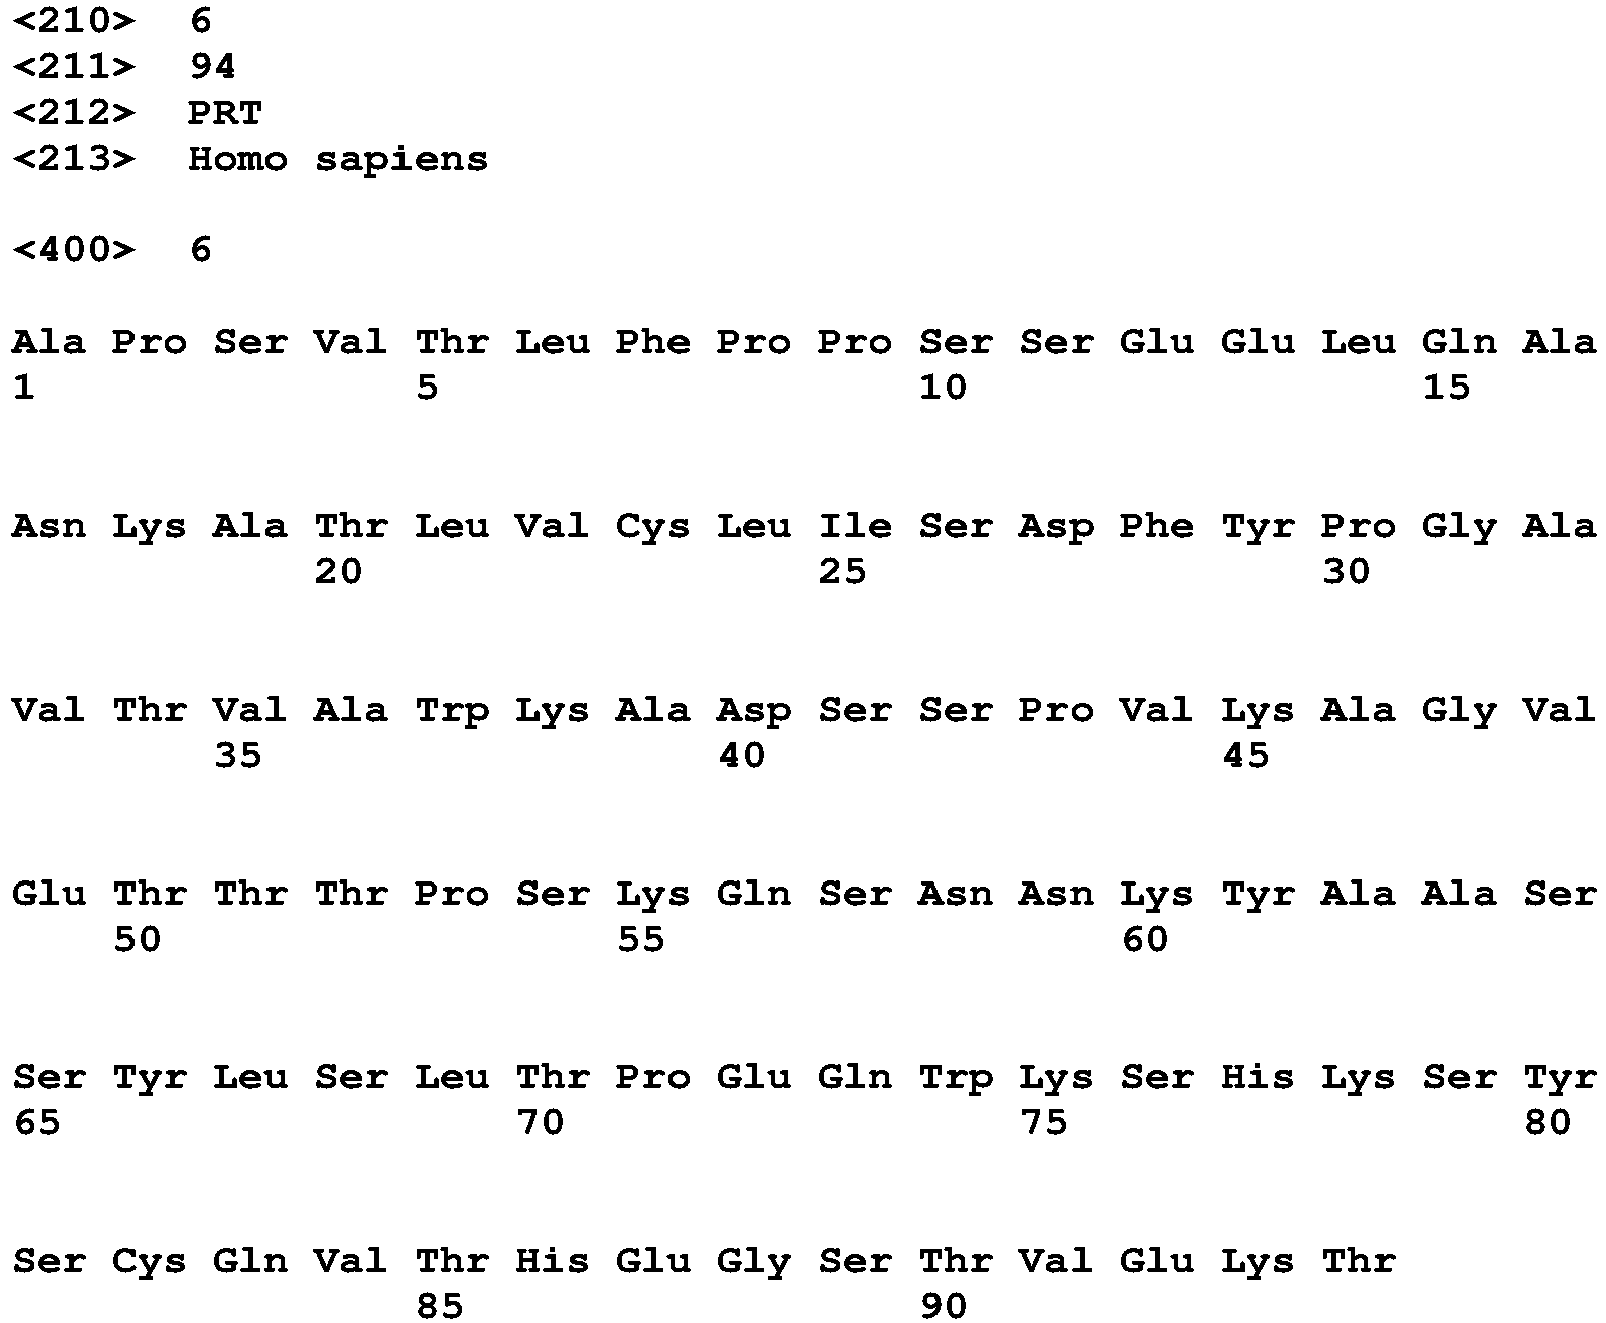 <210> 6
<211> 94
<212> PRT
<213> Homo sapiens
<400> 6
Ala Pro Ser Val Thr Leu Phe Pro Pro Ser Ser Glu Glu Leu Gln Ala
1 5 10 15
Asn Lys Ala Thr Leu Val Cys Leu Ile Ser Asp Phe Tyr Pro Gly Ala
20 25 30
Val Thr Val Ala Trp Lys Ala Asp Ser Ser Pro Val Lys Ala Gly Val
35 40 45
Glu Thr Thr Thr Pro Ser Lys Gln Ser Asn Asn Lys Tyr Ala Ala Ser
50 55 60
Ser Tyr Leu Ser Leu Thr Pro Glu Gln Trp Lys Ser His Lys Ser Tyr
65 70 75 80
Ser Cys Gln Val Thr His Glu Gly Ser Thr Val Glu Lys Thr
85 90